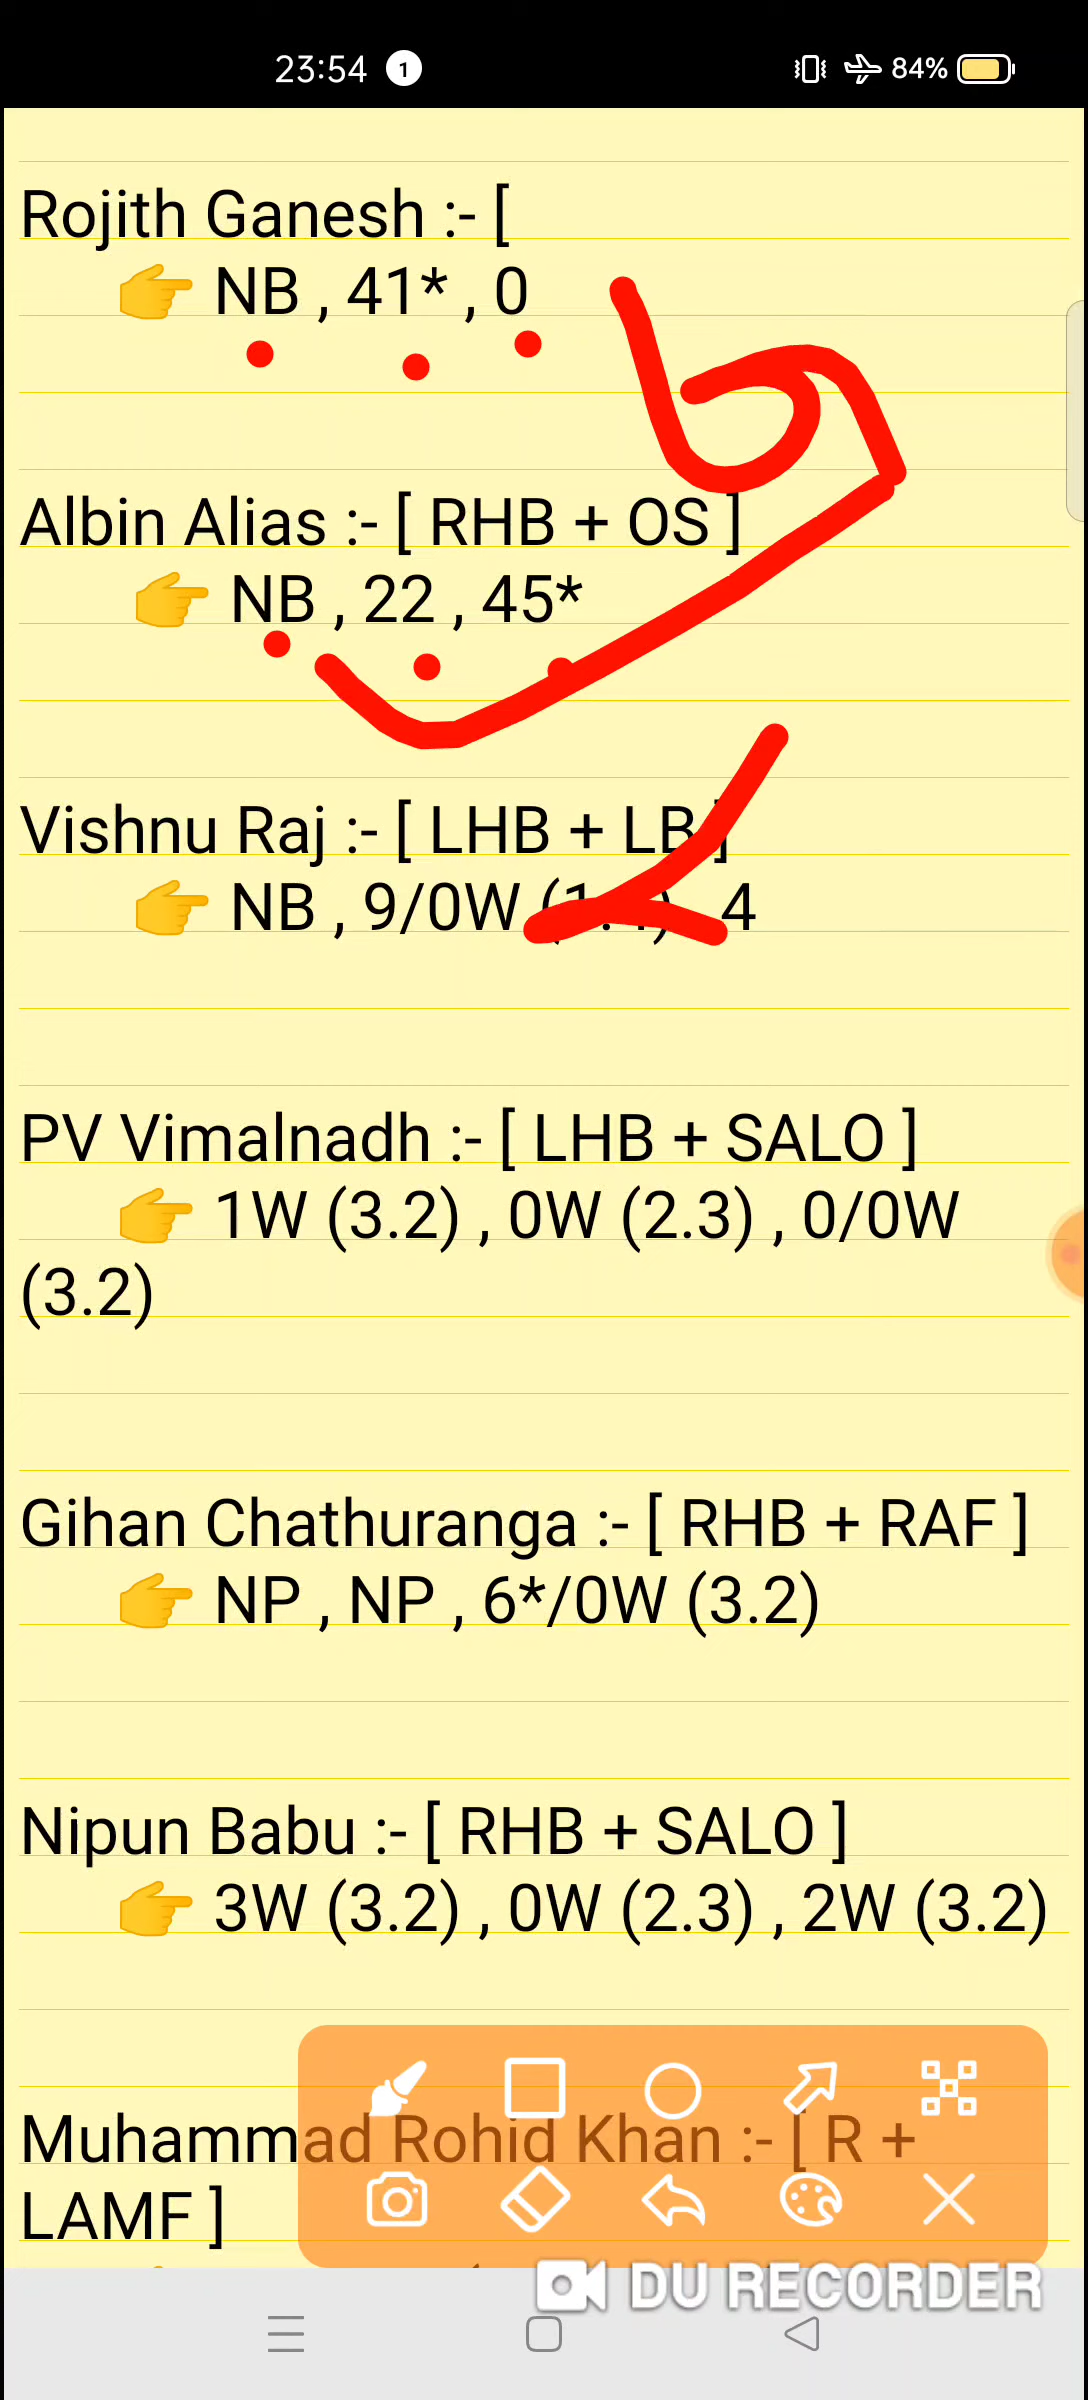 23:54 1 84%
Rojith Ganesh :- [
👉 NB , 41* , 0
Albin Alias :- [ RHB + OS ]
👉 NB , 22 , 45*
Vishnu Raj :- [ LHB + LB ]
👉 NB , 9/0W 4
PV Vimalnadh :- [ LHB + SALO ]
👉 1W (3.2) , 0W (2.3) , 0/0W
(3.2)
Gihan Chathuranga :- [ RHB + RAF ]
👉 NP , NP , 6*/0W (3.2)
Nipun Babu :- [ RHB + SALO ]
👉 3W (3.2) , 0W (2.3) , 2W (3.2)
Muhammad Rohid Khan :- [ R +
LAMF ]
DU RECORDER